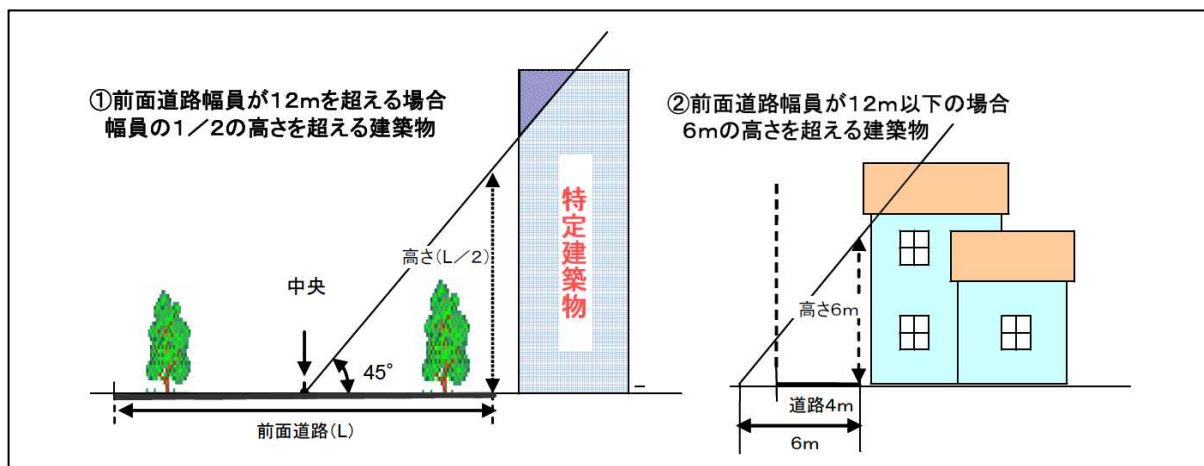 ①前面道路幅員が12mを超える場合
幅員の1/2の高さを超える建築物
特定建築物
高さ(L/2)
中央
45°
前面道路(L)
②前面道路幅員が12m以下の場合
6mの高さを超える建築物
高さ6m
道路4m
6m